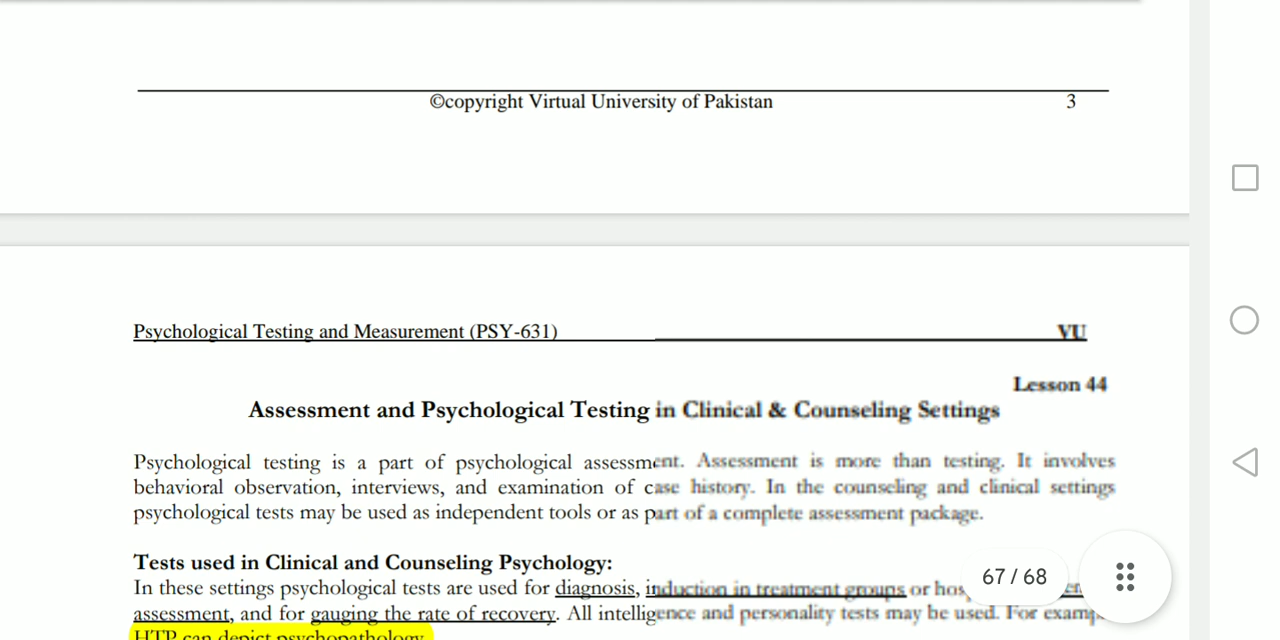 ©copyright Virtual University of Pakistan 3
Psychological Testing and Measurement (PSY-631) VU
Lesson 44
Assessment and Psychological Testing in Clinical & Counseling Settings
Psychological testing is a part of psychological assessment. Assessment is more than testing. It involves
behavioral observation, interviews, and examination of case history. In the counseling and clinical settings
psychological tests may be used as independent tools or as part of a complete assessment package.
Tests used in Clinical and Counseling Psychology:
In these settings psychological tests are used for diagnosis, induction in treatment groups or
67 / 68
assessment, and for gauging the rate of recovery. All intelligence and personality tests may be used. For
HTP can depict psychopathology